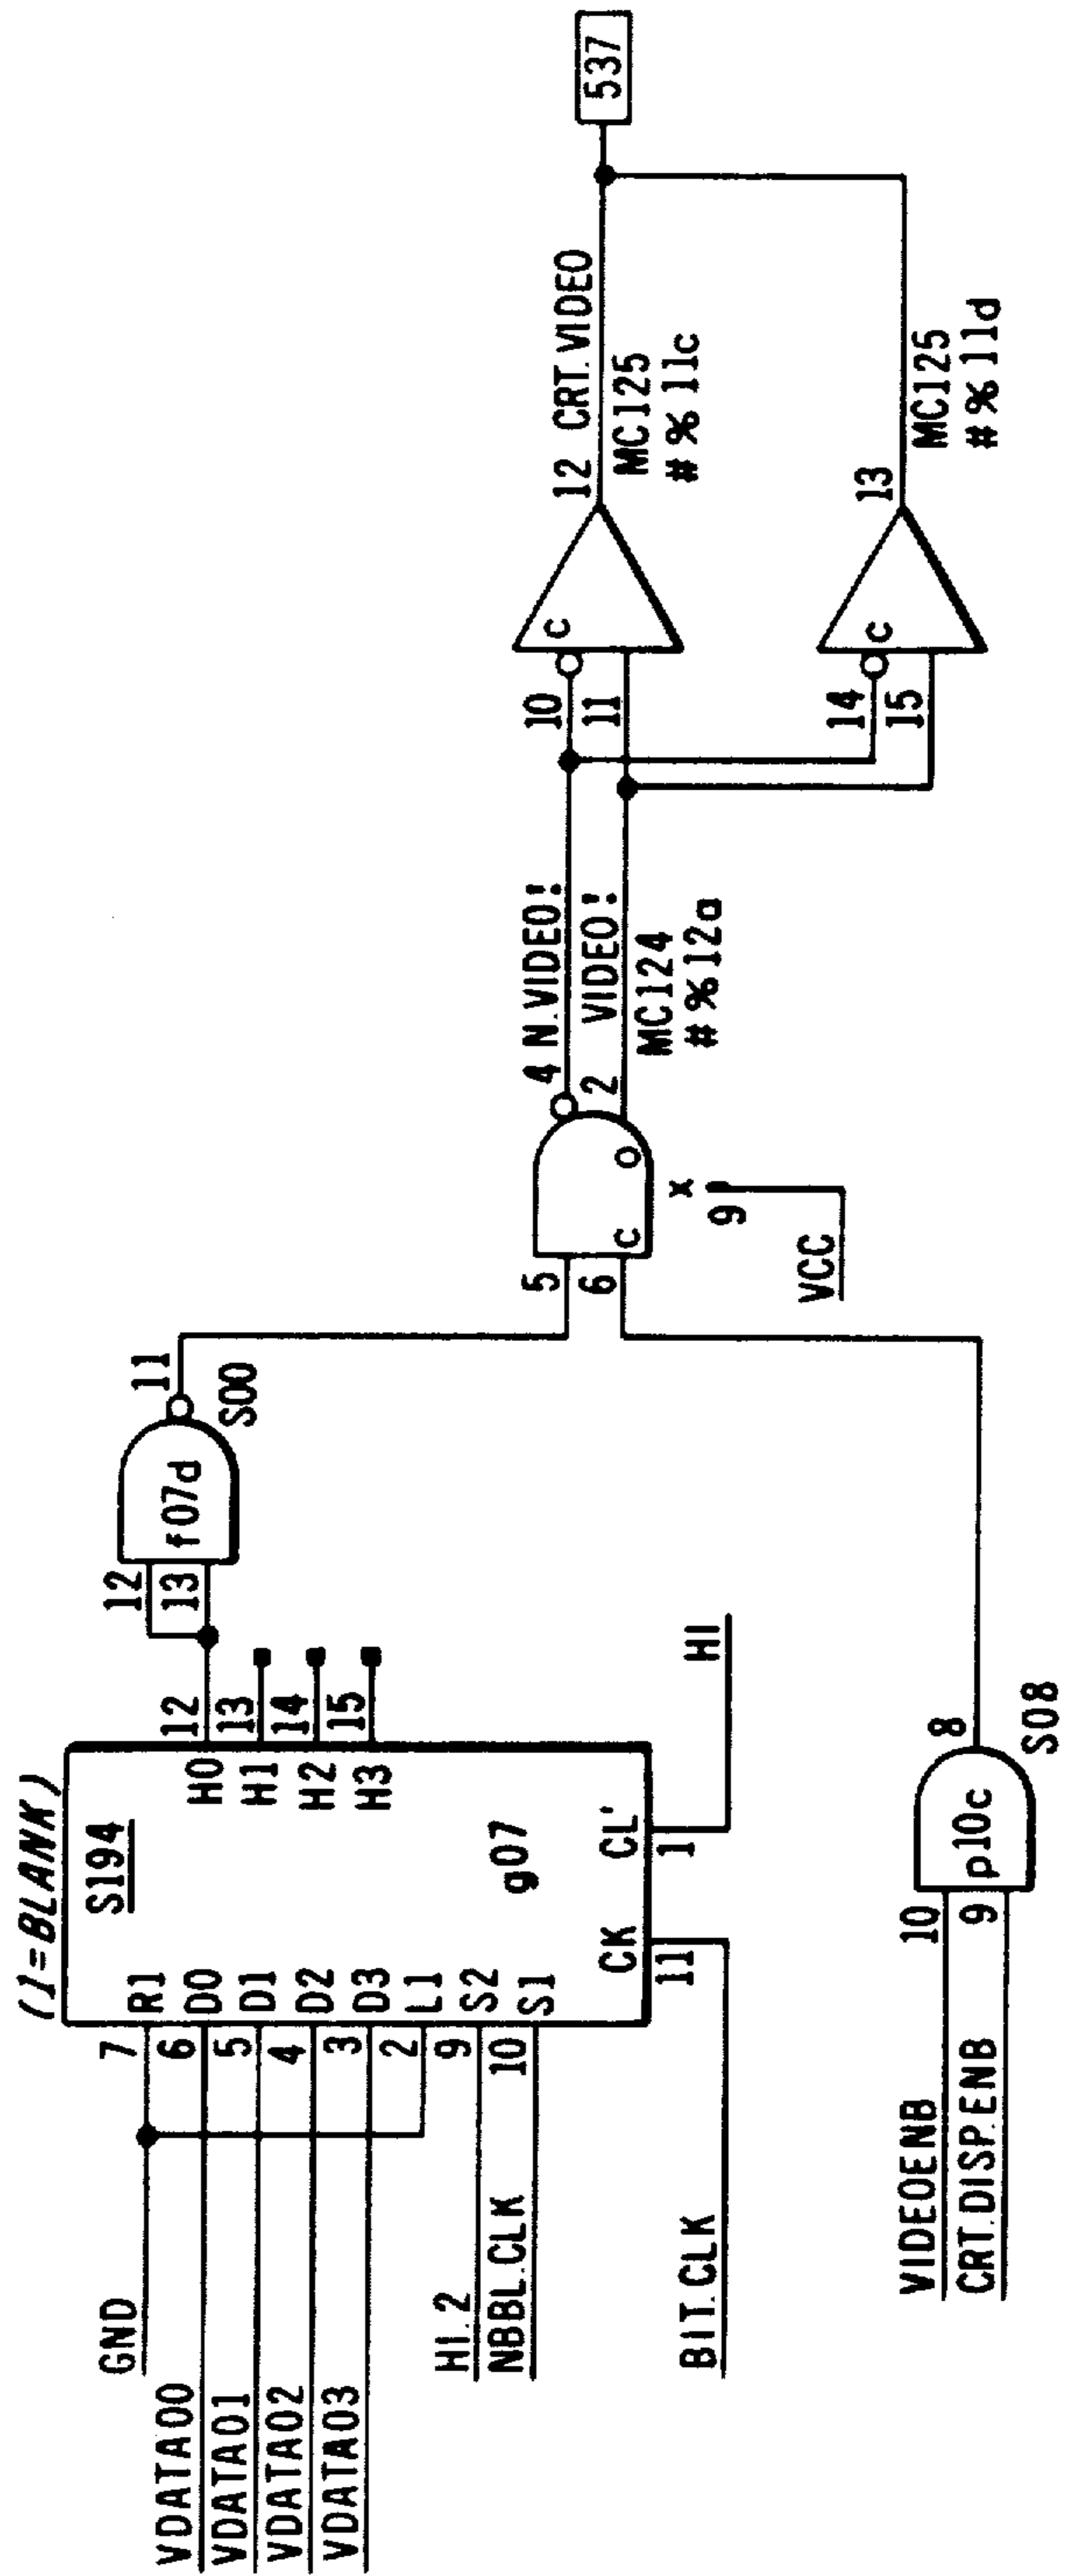 (1=BLANK)
S194
g07
GND
7
R1
VDATA00
6
D0
VDATA01
5
D1
VDATA02
4
D2
VDATA03
3
D3
2
L1
HI.2
9
S2
NBBL.CLK
10
S1
CK
11
BIT.CLK
CL'
1
HI
H0
12
H1
13
H2
14
H3
15
12
13
f07d
11
S00
VIDEOENB
10
CRT.DISP.ENB
9
p10c
8
S08
5
6
C
O
x
9
VCC
4 N.VIDEO!
2 VIDEO!
MC124
#%12a
10
11
C
12 CRT.VIDEO
MC125
#%11c
14
15
C
13
MC125
#%11d
537